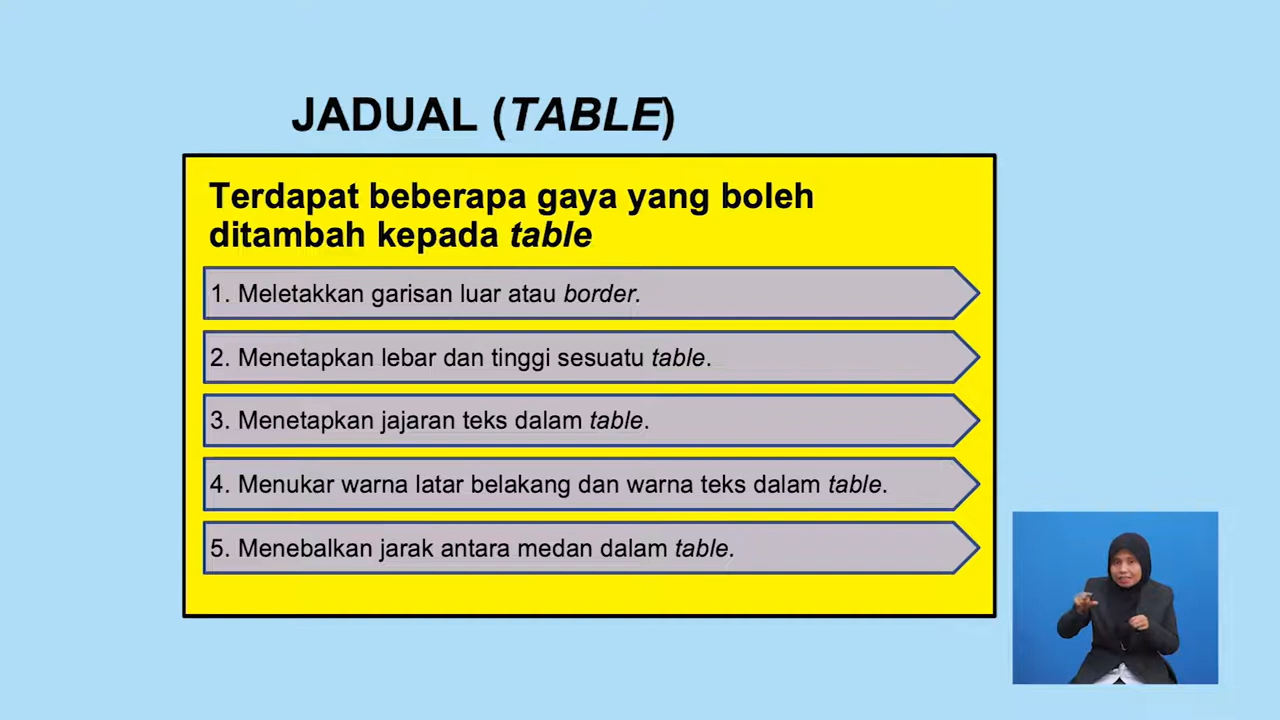 JADUAL (TABLE)
Terdapat beberapa gaya yang boleh
ditambah kepada table
1. Meletakkan garisan luar atau border.
2. Menetapkan lebar dan tinggi sesuatu table.
3. Menetapkan jajaran teks dalam table.
4. Menukar warna latar belakang dan warna teks dalam table.
5. Menebalkan jarak antara medan dalam table.